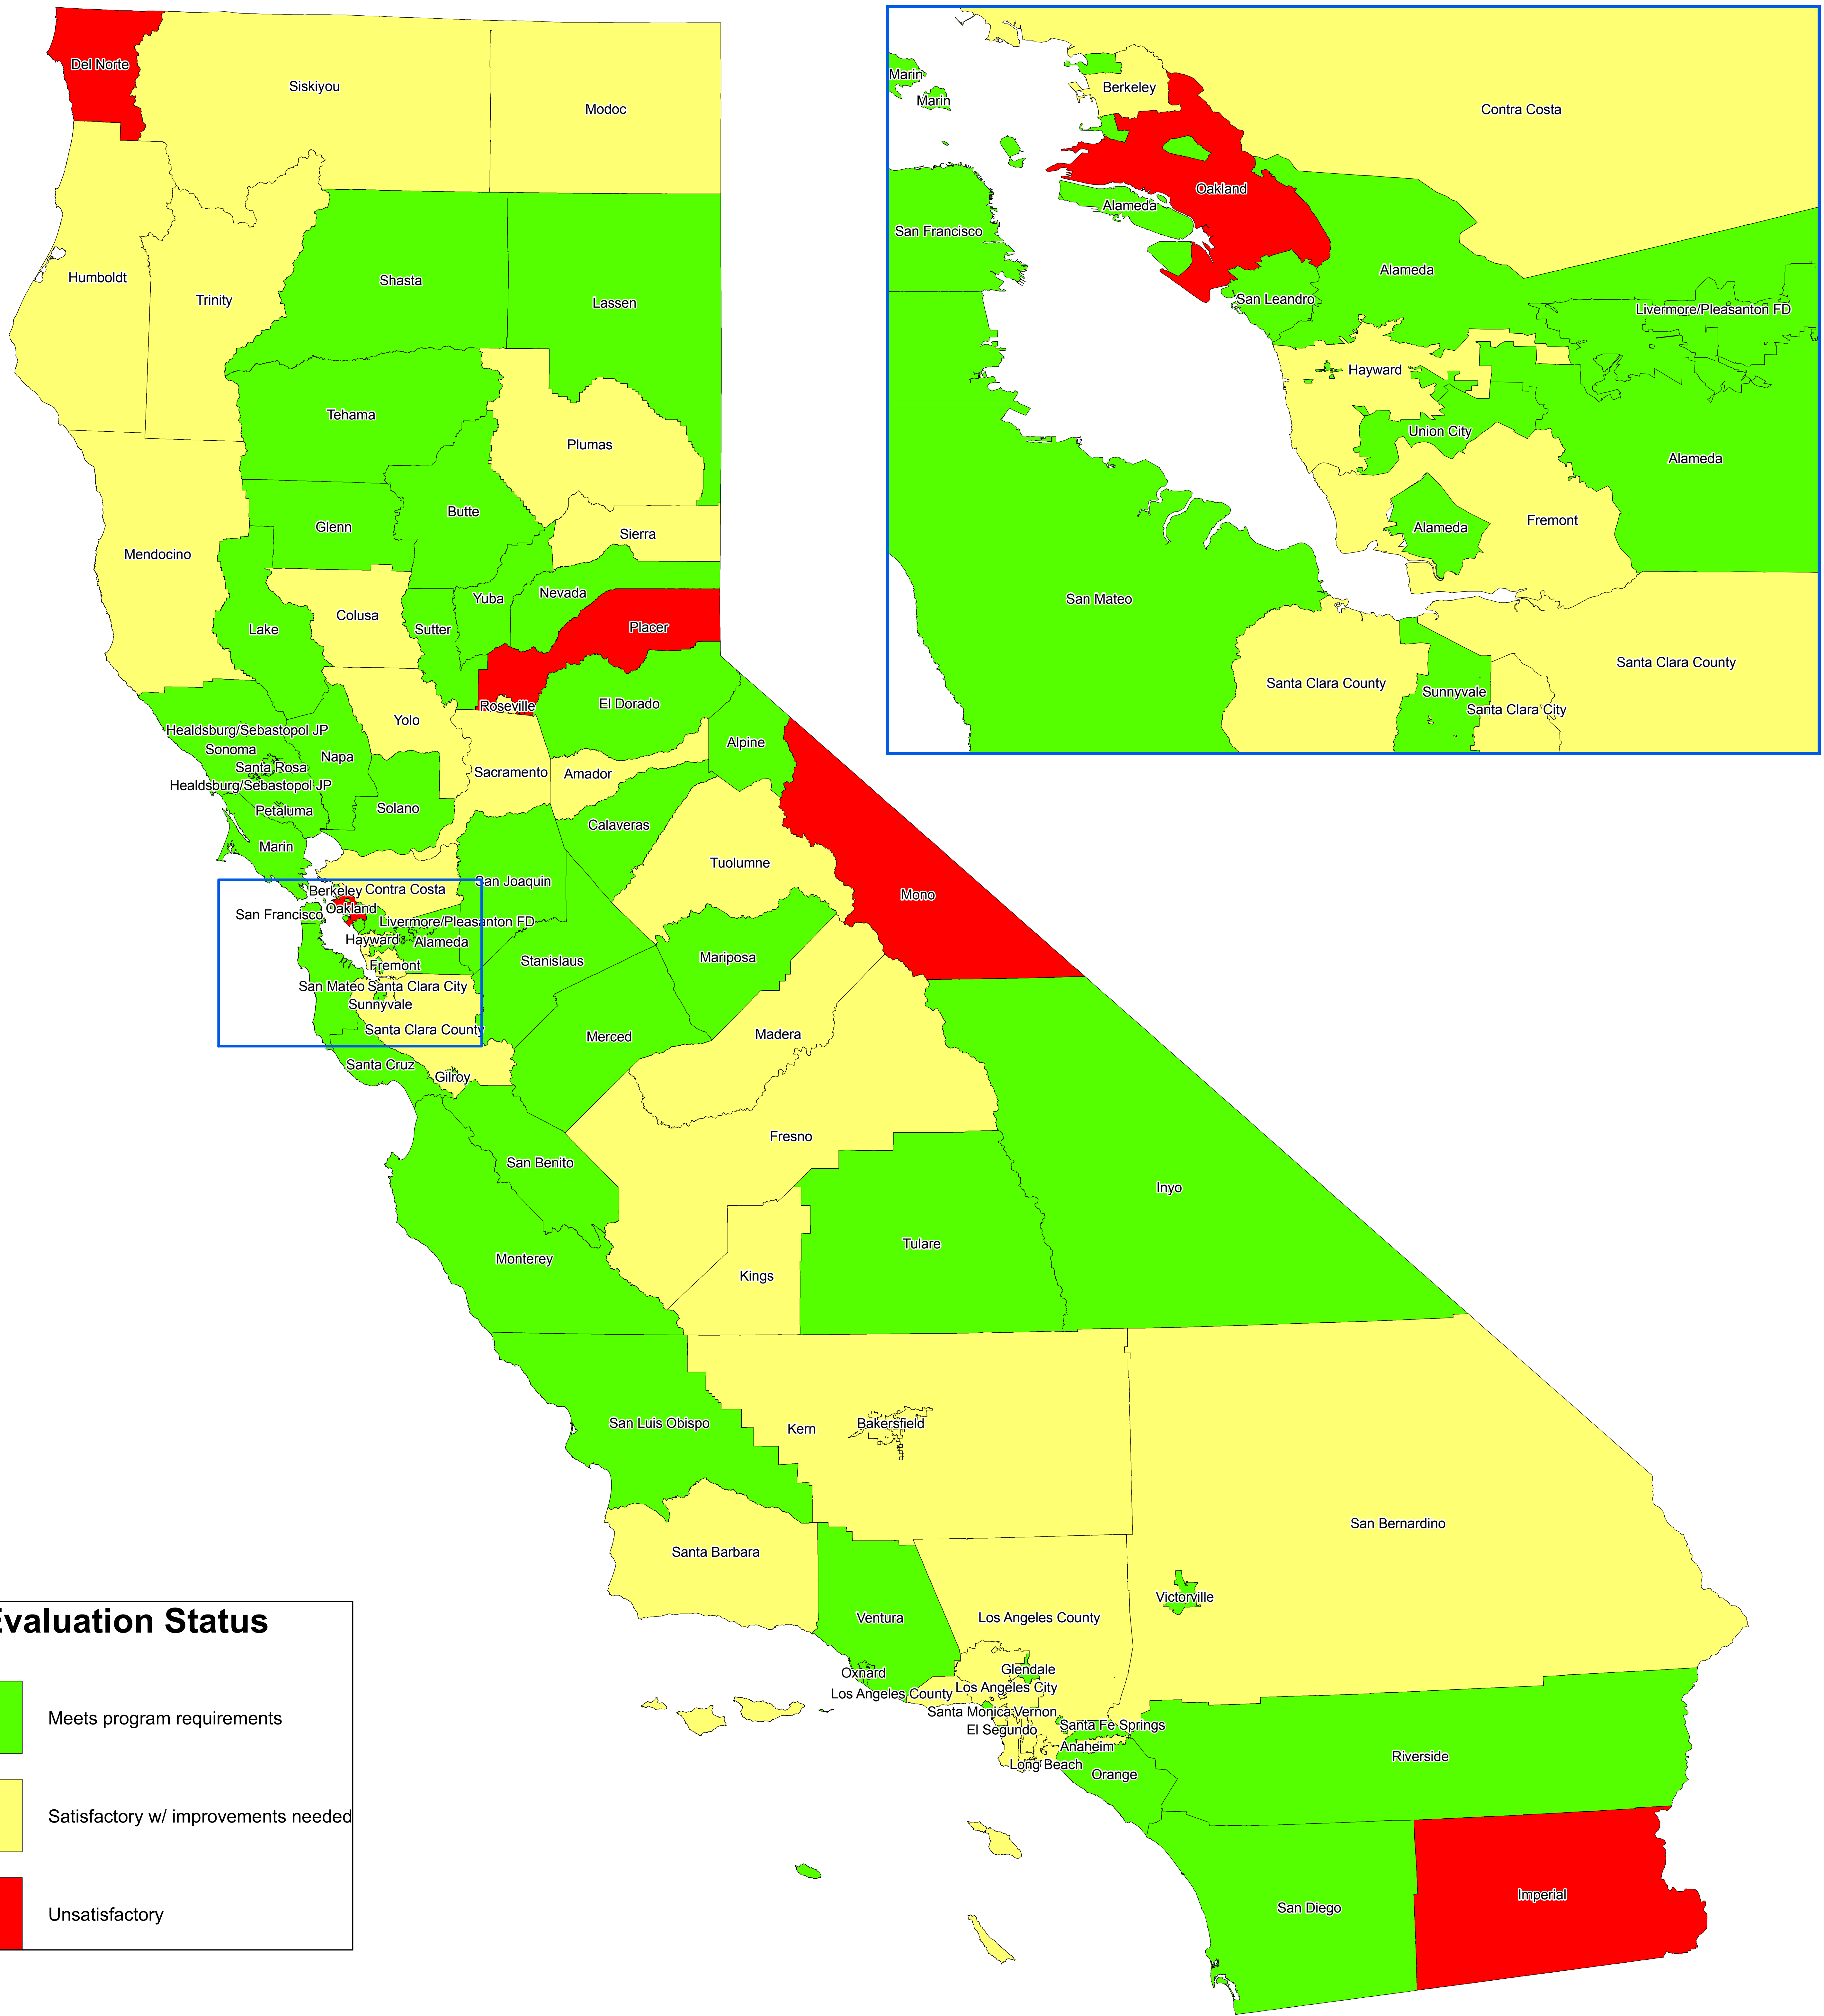 Del Norte
Siskiyou
Modoc
Humboldt
Trinity
Shasta
Lassen
Tehama
Plumas
Mendocino
Glenn
Butte
Sierra
Lake
Colusa
Sutter
Yuba
Nevada
Placer
Roseville
El Dorado
Yolo
Healdsburg/Sebastopol JP
Sonoma
Santa Rosa
Healdsburg/Sebastopol JP
Petaluma
Napa
Solano
Sacramento
Amador
Alpine
Marin
Calaveras
Tuolumne
Mono
San Joaquin
Berkeley
Contra Costa
Oakland
San Francisco
Livermore/Pleasanton FD
Hayward
Alameda
Fremont
Stanislaus
Mariposa
San Mateo
Santa Clara City
Sunnyvale
Santa Clara County
Merced
Madera
Santa Cruz
Gilroy
Fresno
San Benito
Inyo
Monterey
Tulare
Kings
San Luis Obispo
Kern
Bakersfield
San Bernardino
Santa Barbara
Victorville
Ventura
Los Angeles County
Oxnard
Glendale
Los Angeles County
Los Angeles City
Santa Monica
Vernon
El Segundo
Santa Fe Springs
Anaheim
Long Beach
Orange
Riverside
San Diego
Imperial
Marin
Marin
Berkeley
Contra Costa
Oakland
Alameda
San Francisco
Alameda
San Leandro
Livermore/Pleasanton FD
Hayward
Union City
Alameda
Alameda
Fremont
San Mateo
Santa Clara County
Santa Clara County
Sunnyvale
Santa Clara City
Evaluation Status
Meets program requirements
Satisfactory w/ improvements needed
Unsatisfactory